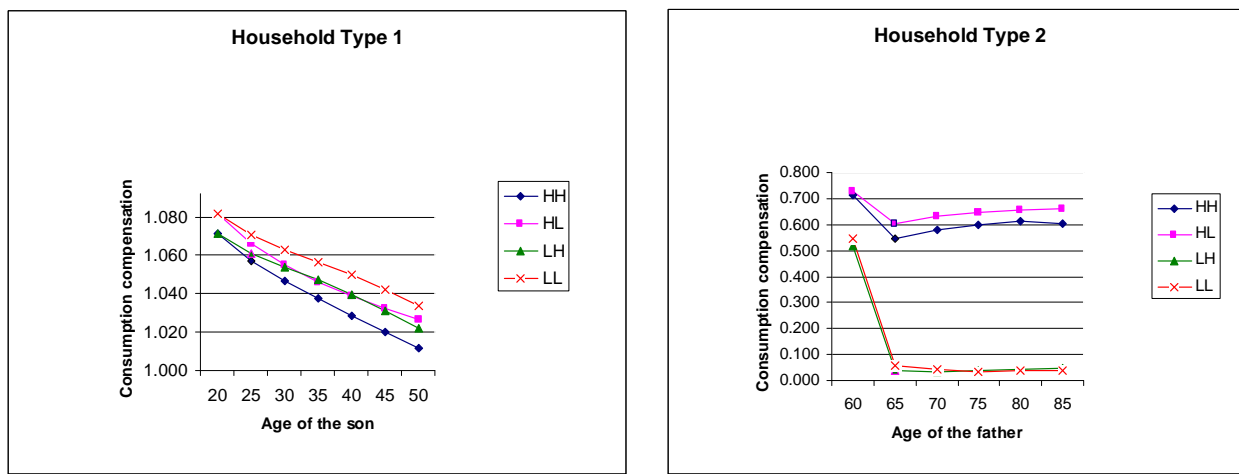 Household Type 1
Consumption compensation
1.080
1.060
1.040
1.020
1.000
20 25 30 35 40 45 50
Age of the son
HH
HL
LH
LL
Household Type 2
Consumption compensation
0.800
0.700
0.600
0.500
0.400
0.300
0.200
0.100
0.000
60 65 70 75 80 85
Age of the father
HH
HL
LH
LL